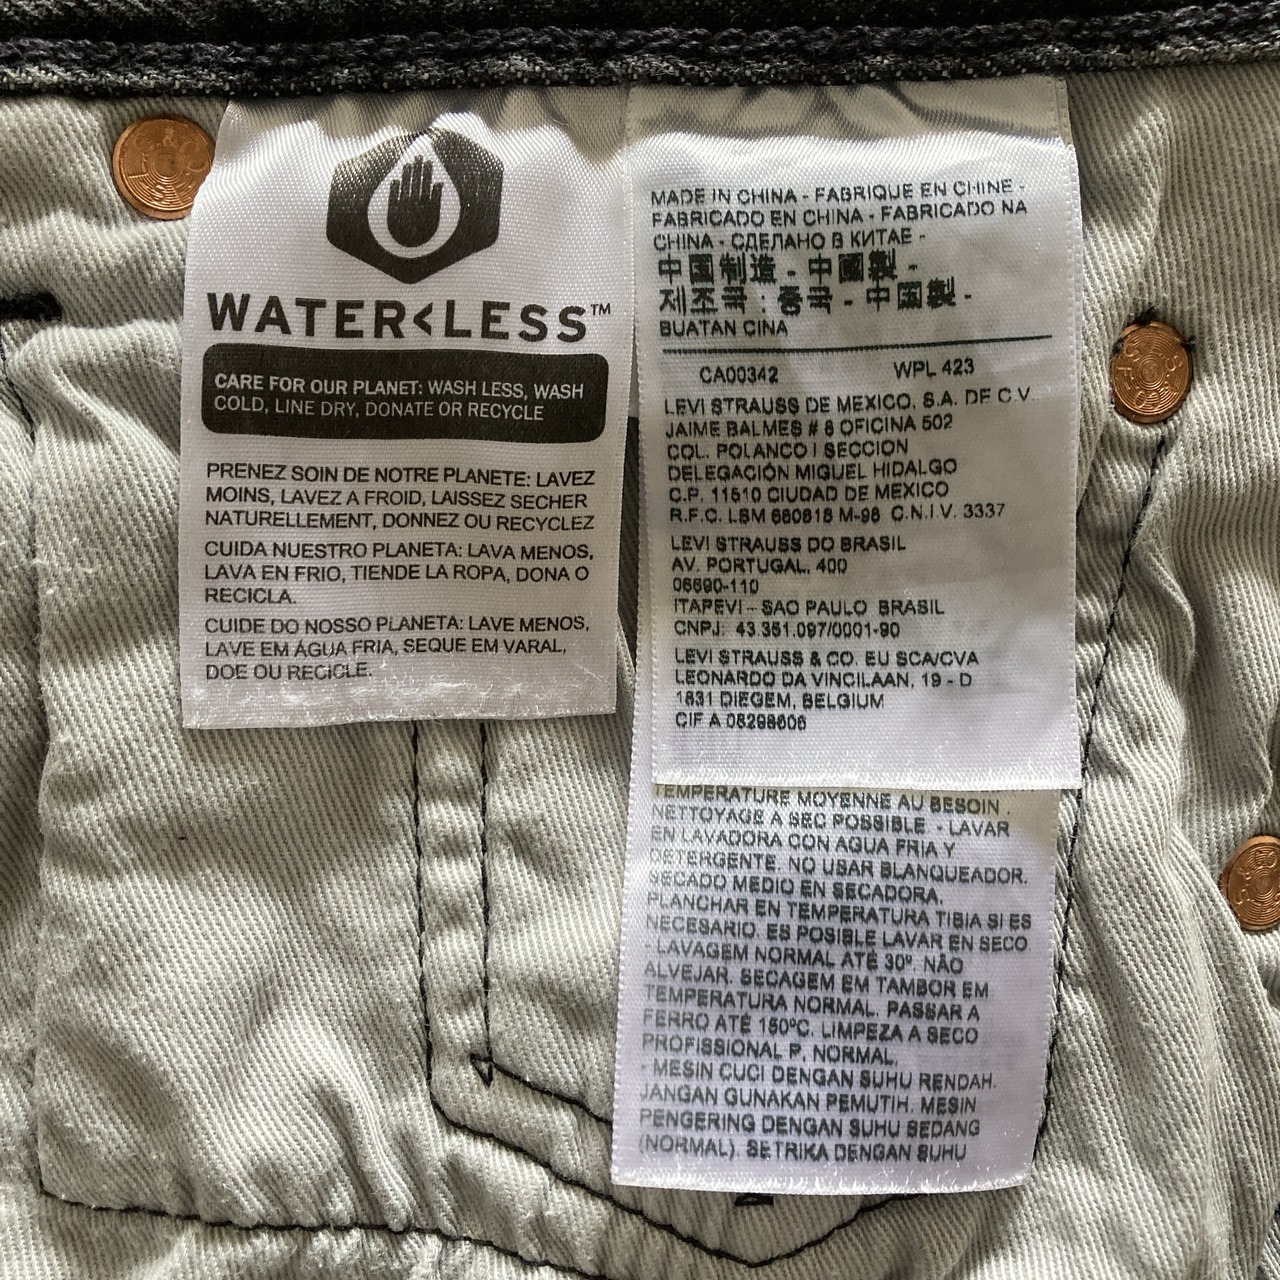 WATER<LESS™
CARE FOR OUR PLANET: WASH LESS, WASH
COLD, LINE DRY, DONATE OR RECYCLE
PRENEZ SOIN DE NOTRE PLANETE: LAVEZ
MOINS, LAVEZ A FROID, LAISSEZ SECHER
NATURELLEMENT, DONNEZ OU RECYCLEZ
CUIDA NUESTRO PLANETA: LAVA MENOS,
LAVA EN FRIO, TIENDE LA ROPA, DONA O
RECICLA.
CUIDE DO NOSSO PLANETA: LAVE MENOS,
LAVE EM ÁGUA FRIA, SEQUE EM VARAL,
DOE OU RECICLE.
MADE IN CHINA - FABRIQUE EN CHINE -
FABRICADO EN CHINA - FABRICADO NA
CHINA - СДЕЛАНО В КИТАЕ -
中国制造 - 中國製 -
제조국 : 중국 - 中国製 -
BUATAN CINA
CA00342 WPL 423
LEVI STRAUSS DE MEXICO, S.A. DE C.V.
JAIME BALMES # 8 OFICINA 502
COL. POLANCO I SECCION
DELEGACIÓN MIGUEL HIDALGO
C.P. 11510 CIUDAD DE MEXICO
R.F.C. LSM 680818 M-98 C.N.I.V. 3337
LEVI STRAUSS DO BRASIL
AV. PORTUGAL, 400
06690-110
ITAPEVI – SAO PAULO BRASIL
CNPJ: 43.351.097/0001-90
LEVI STRAUSS & CO. EU SCA/CVA
LEONARDO DA VINCILAAN, 19 - D
1831 DIEGEM, BELGIUM
CIF A 08298606
TEMPERATURE MOYENNE AU BESOIN.
NETTOYAGE A SEC POSSIBLE. - LAVAR
EN LAVADORA CON AGUA FRIA Y
DETERGENTE. NO USAR BLANQUEADOR.
SECADO MEDIO EN SECADORA.
PLANCHAR EN TEMPERATURA TIBIA SI ES
NECESARIO. ES POSIBLE LAVAR EN SECO
- LAVAGEM NORMAL ATÉ 30º. NÃO
ALVEJAR. SECAGEM EM TAMBOR EM
TEMPERATURA NORMAL. PASSAR A
FERRO ATÉ 150ºC. LIMPEZA A SECO
PROFISSIONAL P, NORMAL.
- MESIN CUCI DENGAN SUHU RENDAH.
JANGAN GUNAKAN PEMUTIH. MESIN
PENGERING DENGAN SUHU SEDANG
(NORMAL). SETRIKA DENGAN SUHU